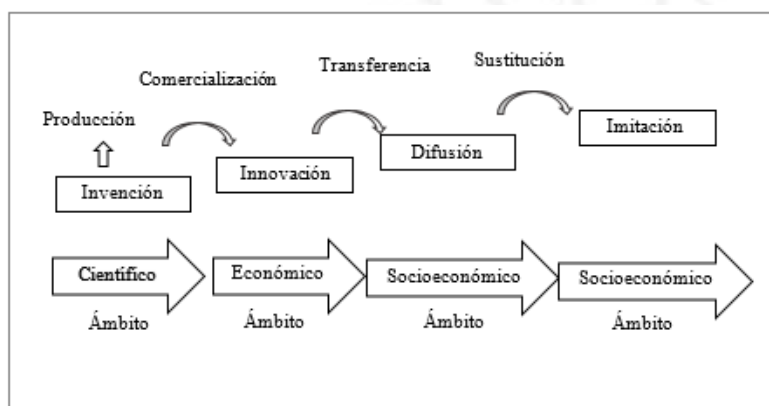 Sustitución
Transferencia
Comercialización
Producción
Imitación
Difusión
Innovación
Invención
Científico
Económico
Socioeconómico
Socioeconómico
Ámbito
Ámbito
Ámbito
Ámbito